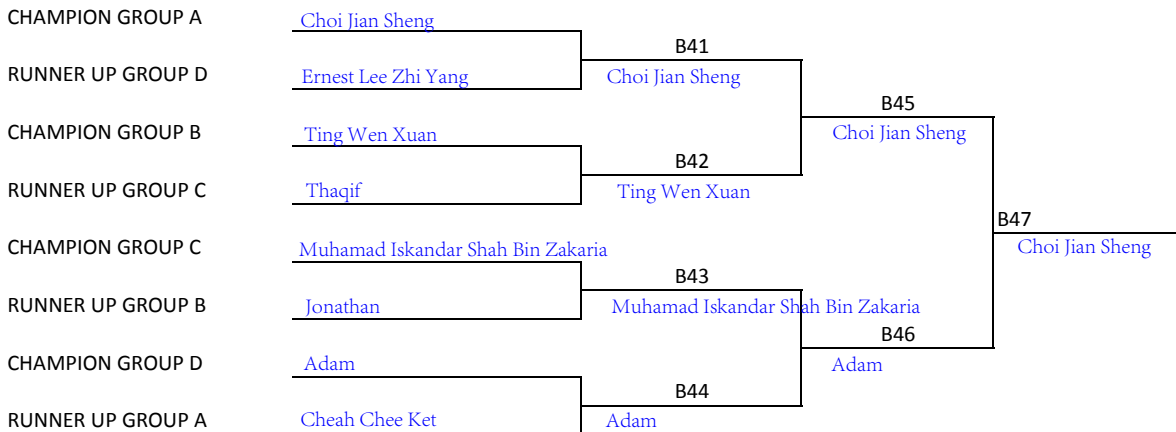 CHAMPION GROUP A Choi Jian Sheng
B41
RUNNER UP GROUP D Ernest Lee Zhi Yang Choi Jian Sheng
B45
CHAMPION GROUP B Ting Wen Xuan Choi Jian Sheng
B42
RUNNER UP GROUP C Thaqif Ting Wen Xuan
B47
CHAMPION GROUP C Muhamad Iskandar Shah Bin Zakaria Choi Jian Sheng
B43
RUNNER UP GROUP B Jonathan Muhamad Iskandar Shah Bin Zakaria
B46
CHAMPION GROUP D Adam Adam
B44
RUNNER UP GROUP A Cheah Chee Ket Adam